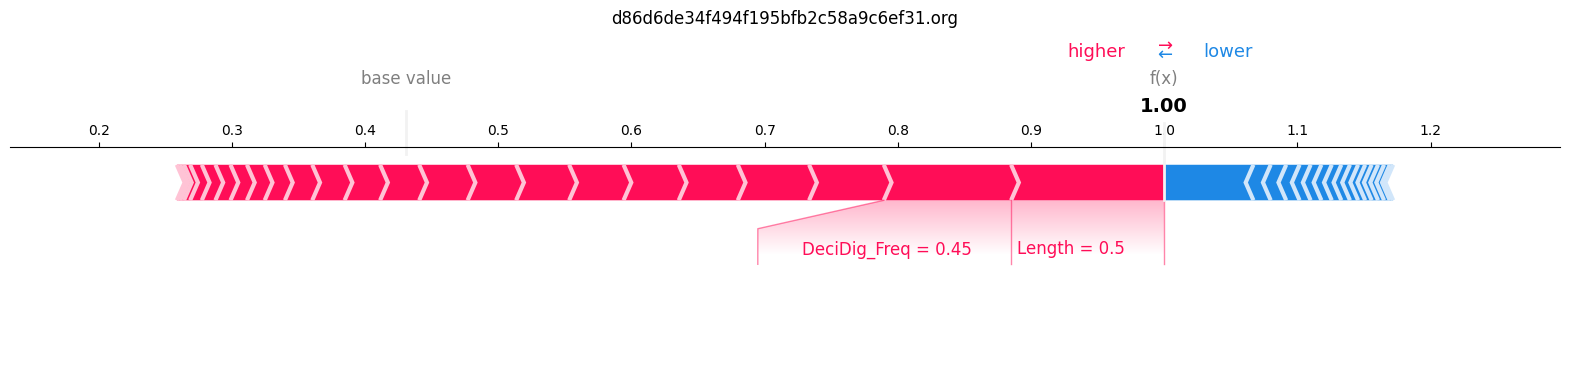 d86d6de34f494f195bfb2c58a9c6ef31.org
higher ⇄ lower
base value f(x)
1.00
0.2 0.3 0.4 0.5 0.6 0.7 0.8 0.9 1.0 1.1 1.2
DeciDig_Freq = 0.45 Length = 0.5